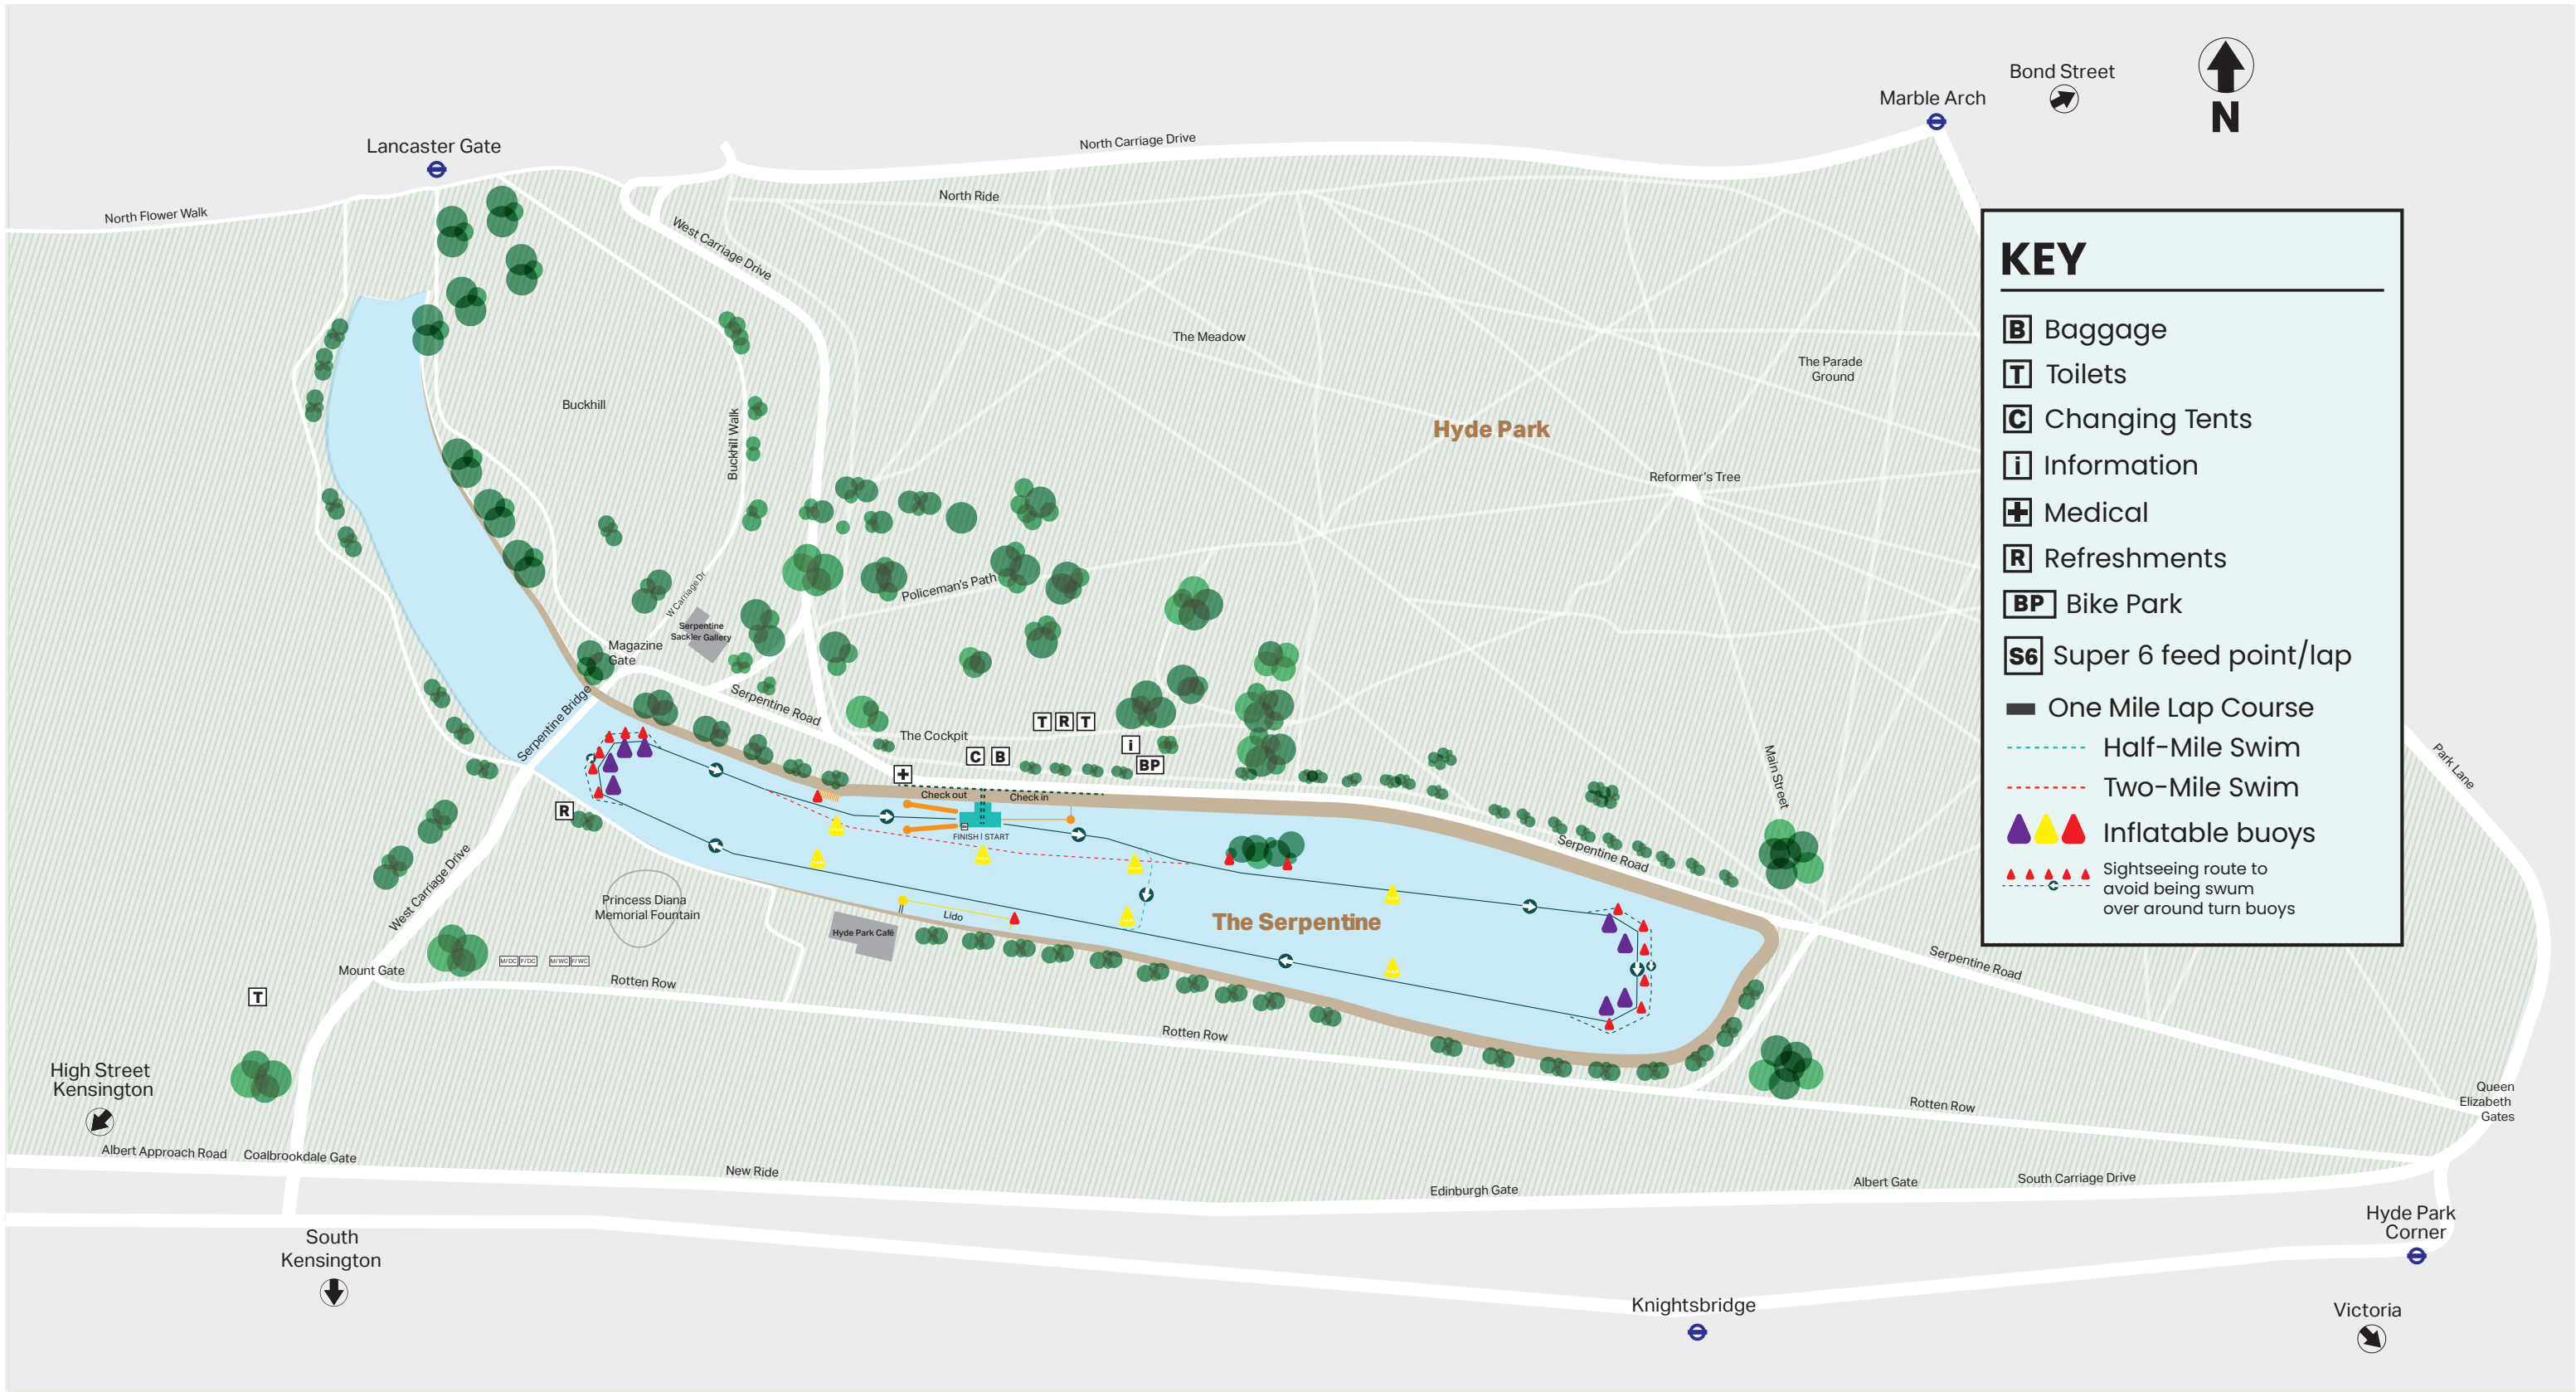 Bond Street
Marble Arch
N
Lancaster Gate
North Carriage Drive
North Ride
North Flower Walk
West Carriage Drive
KEY
B Baggage
T Toilets
C Changing Tents
i Information
Medical
R Refreshments
BP Bike Park
S6 Super 6 feed point/lap
One Mile Lap Course
Half-Mile Swim
Two-Mile Swim
Inflatable buoys
Sightseeing route to
avoid being swum
over around turn buoys
The Meadow
The Parade
Ground
Buckhill
Buckhill Walk
Hyde Park
Reformer's Tree
Policeman's Path
W Carriage Dr
Serpentine
Sackler Gallery
Magazine
Gate
Serpentine Bridge
Serpentine Road
The Cockpit
T R T
i
C B
BP
Main Street
Park Lane
Check out
Check in
FINISH | START
R
Serpentine Road
West Carriage Drive
Princess Diana
Memorial Fountain
Lido
Hyde Park Café
The Serpentine
Serpentine Road
Mount Gate
M/DC F/DC M/WC F/WC
T
Rotten Row
Rotten Row
Rotten Row
High Street
Kensington
Queen
Elizabeth
Gates
Albert Approach Road
Coalbrookdale Gate
New Ride
Edinburgh Gate
Albert Gate
South Carriage Drive
South
Kensington
Hyde Park
Corner
Knightsbridge
Victoria